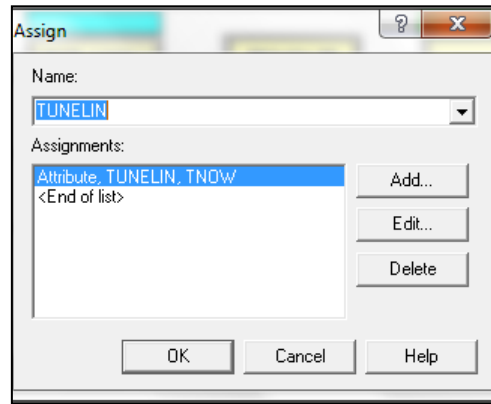 Assign
Name:
TUNELIN
Assignments:
Attribute, TUNELIN, TNOW
<End of list>
Add...
Edit...
Delete
OK
Cancel
Help